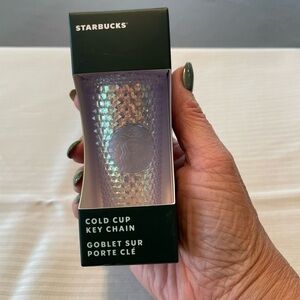 STARBUCKS
COLD CUP
KEY CHAIN
GOBLET SUR
PORTE CLÉ